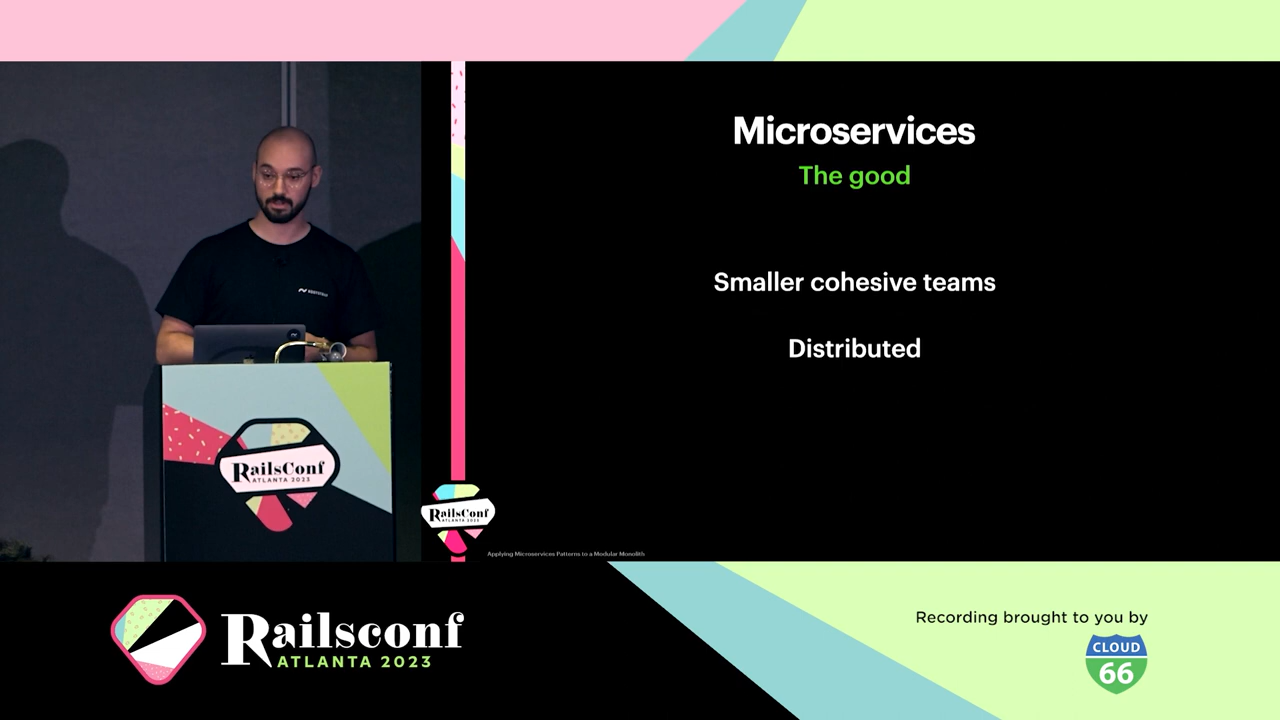 Microservices
The good
Smaller cohesive teams
Distributed
RailsConf
ATLANTA 2023
RailsConf
ATLANTA 2023
Applying Microservices Patterns to a Modular Monolith
Railsconf
ATLANTA 2023
Recording brought to you by
CLOUD
66